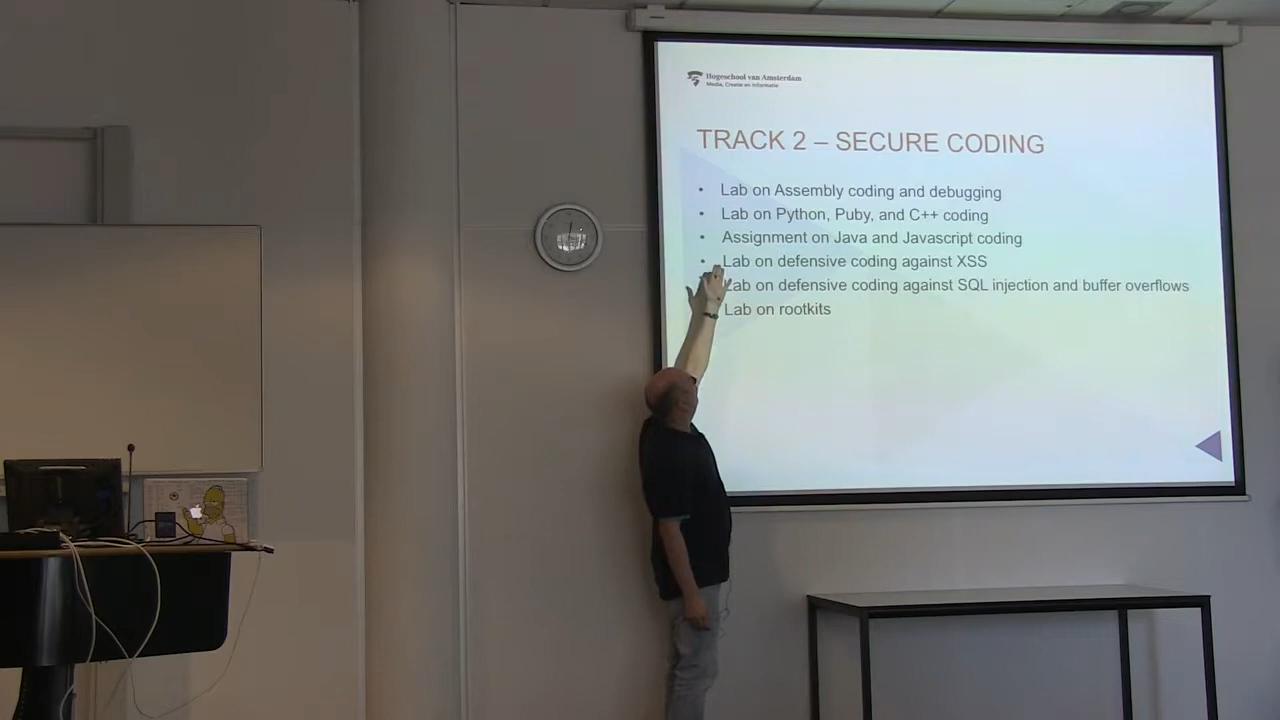 Hogeschool van Amsterdam
Media, Creatie en Informatie
TRACK 2 – SECURE CODING
• Lab on Assembly coding and debugging
• Lab on Python, Puby, and C++ coding
• Assignment on Java and Javascript coding
• Lab on defensive coding against XSS
Lab on defensive coding against SQL injection and buffer overflows
Lab on rootkits